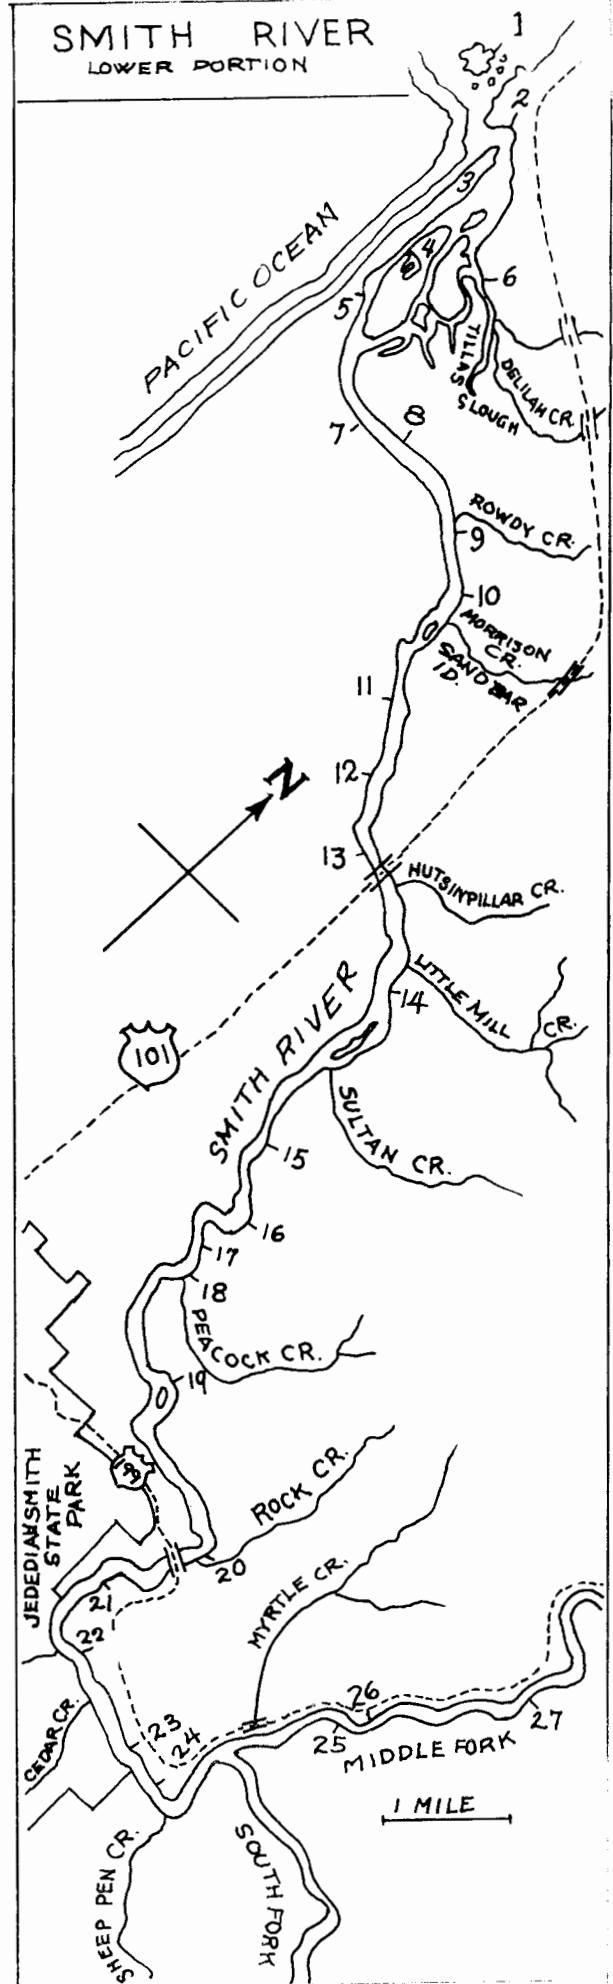 SMITH RIVER
LOWER PORTION
1
2
3
PACIFIC OCEAN
4
6
5
6
TILLAS
SLOUGH
DELILAH CR.
7
8
ROWDY CR.
9
10
MORRISON
CR.
SAND BAR
ID.
11
12
N
13
HUTSINPILLAR CR.
LITTLE MILL CR.
14
101
SMITH RIVER
SULTAN CR.
15
16
17
18
PEACOCK CR.
19
199
JEDEDIAH SMITH
STATE
PARK
ROCK CR.
20
MYRTLE CR.
21
22
CEDAR CR.
23
24
25
26
27
MIDDLE FORK
1 MILE
SHEEP PEN CR.
SOUTH FORK